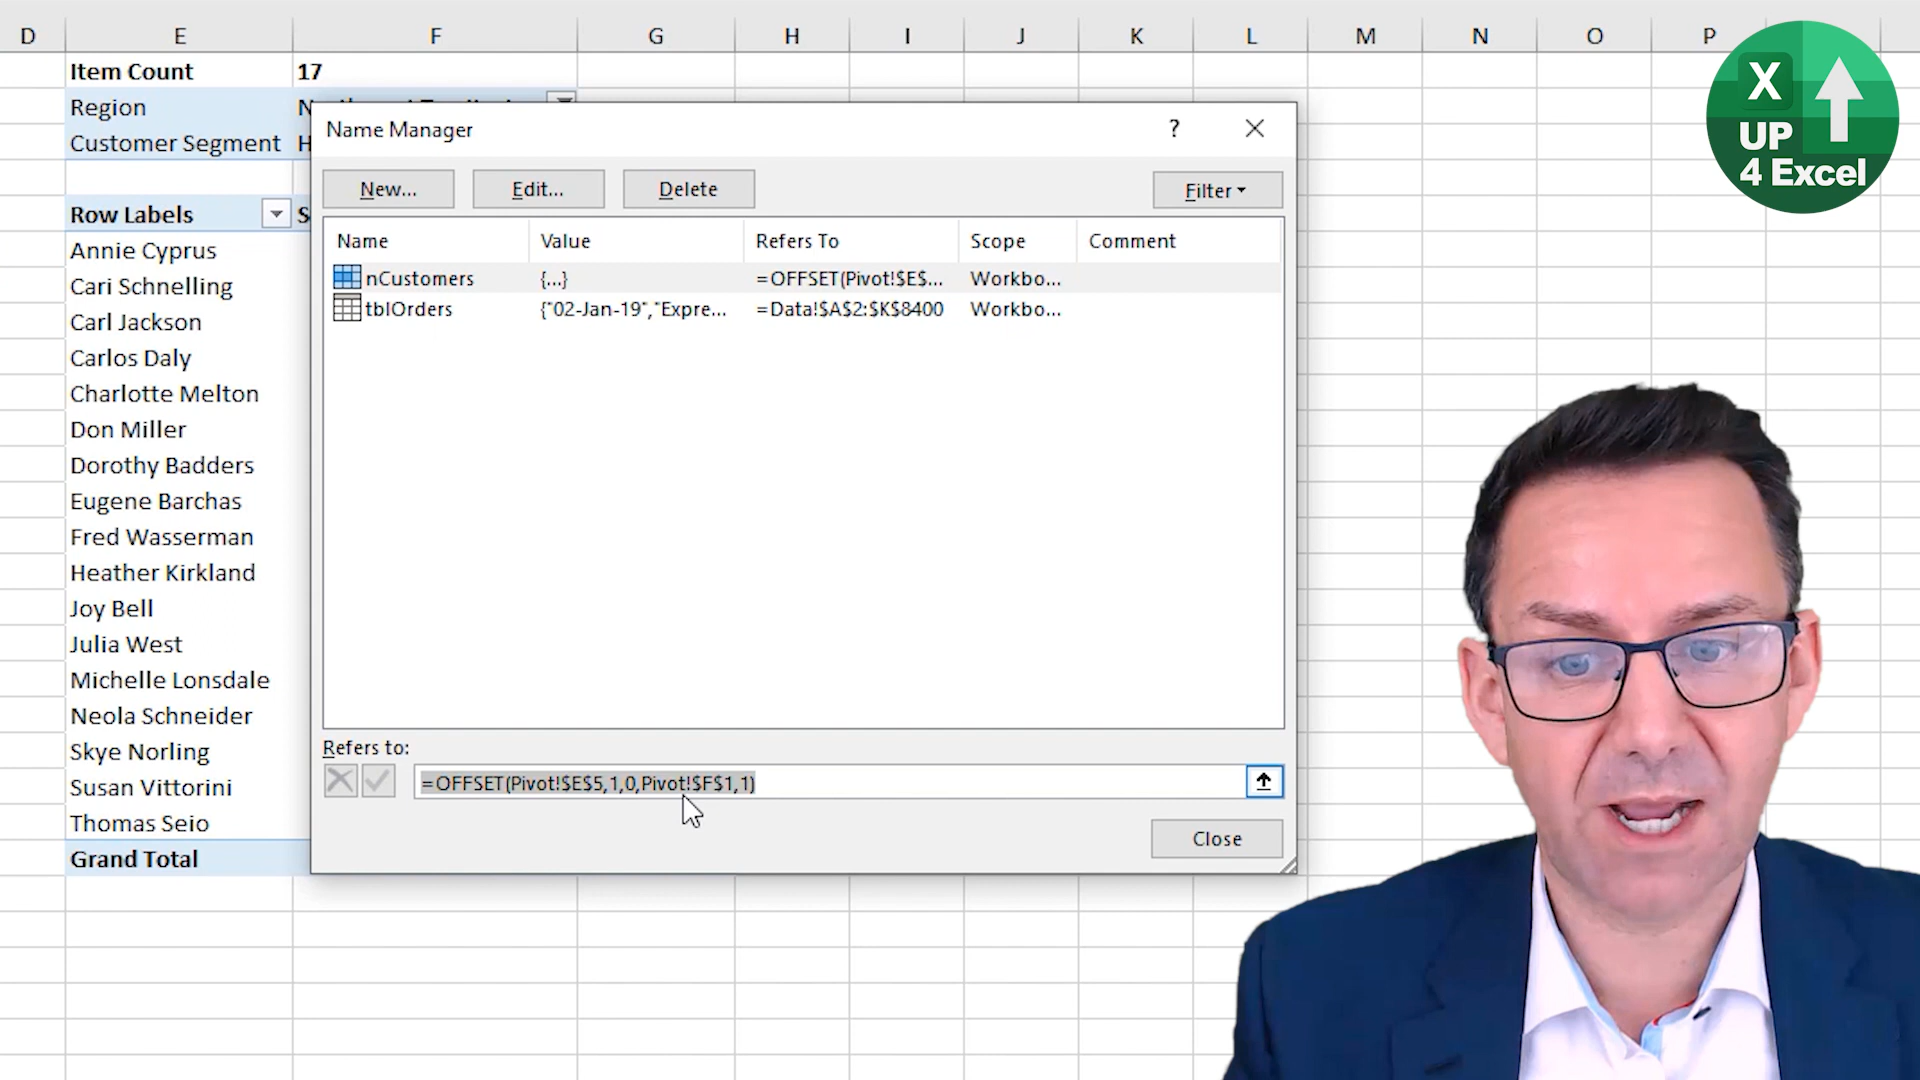 D E F G H I J K L M N O P
Item Count 17
Region
Customer Segment
Row Labels
Annie Cyprus
Cari Schnelling
Carl Jackson
Carlos Daly
Charlotte Melton
Don Miller
Dorothy Badders
Eugene Barchas
Fred Wasserman
Heather Kirkland
Joy Bell
Julia West
Michelle Lonsdale
Neola Schneider
Skye Norling
Susan Vittorini
Thomas Seio
Grand Total
Name Manager ?
New... Edit... Delete Filter
Name Value Refers To Scope Comment
nCustomers {...} =OFFSET(Pivot!$E$... Workbo...
tblOrders {"02-Jan-19","Expre... =Data!$A$2:$K$8400 Workbo...
Refers to:
=OFFSET(Pivot!$E$5,1,0,Pivot!$F$1,1)
Close
X
UP
4 Excel